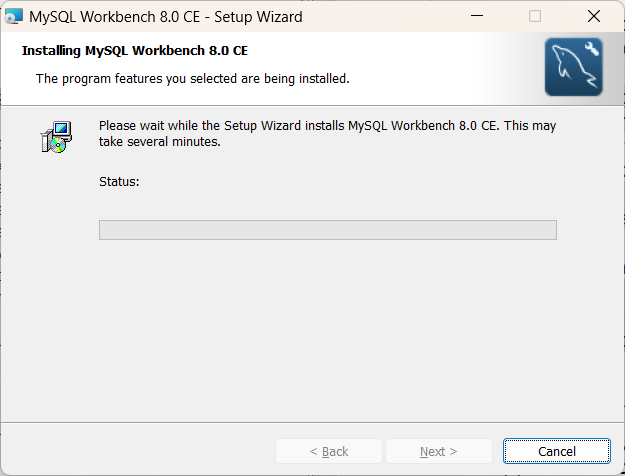 MySQL Workbench 8.0 CE - Setup Wizard
Installing MySQL Workbench 8.0 CE
The program features you selected are being installed.
Please wait while the Setup Wizard installs MySQL Workbench 8.0 CE. This may
take several minutes.
Status:
< Back
Next >
Cancel